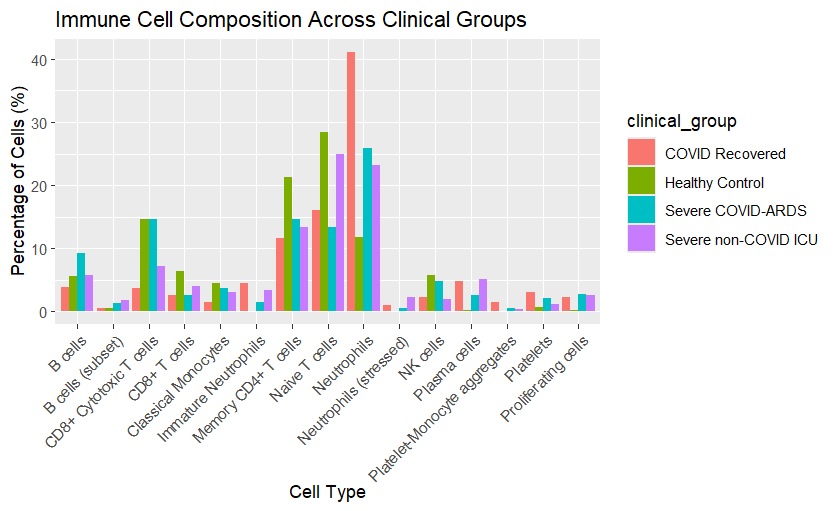 Immune Cell Composition Across Clinical Groups
Percentage of Cells (%)
40
30
20
10
0
B cells
B cells (subset)
CD8+ Cytotoxic T cells
CD8+ T cells
Classical Monocytes
Immature Neutrophils
Memory CD4+ T cells
Naive T cells
Neutrophils
Neutrophils (stressed)
NK cells
Plasma cells
Platelet-Monocyte aggregates
Platelets
Proliferating cells
Cell Type
clinical_group
COVID Recovered
Healthy Control
Severe COVID-ARDS
Severe non-COVID ICU